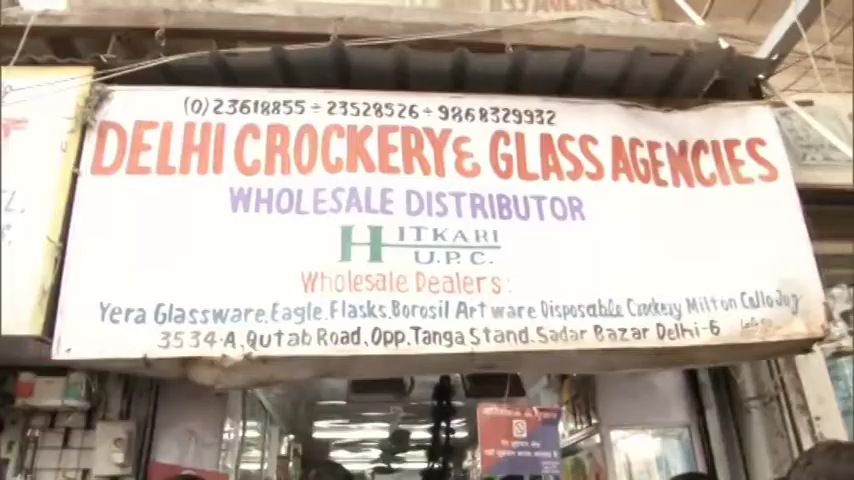 (0) 23618855 ÷ 23528526 ÷ 9868329932
DELHI CROCKERY & GLASS AGENCIES
WHOLESALE DISTRIBUTOR
HITKARI
U.P.C.
Wholesale Dealers:
Yera Glassware, Eagle, Flasks, Borosil Art ware Disposable Crockery Milton Cello Jug
3534-A, Qutab Road, Opp. Tanga Stand, Sadar Bazar Delhi-6